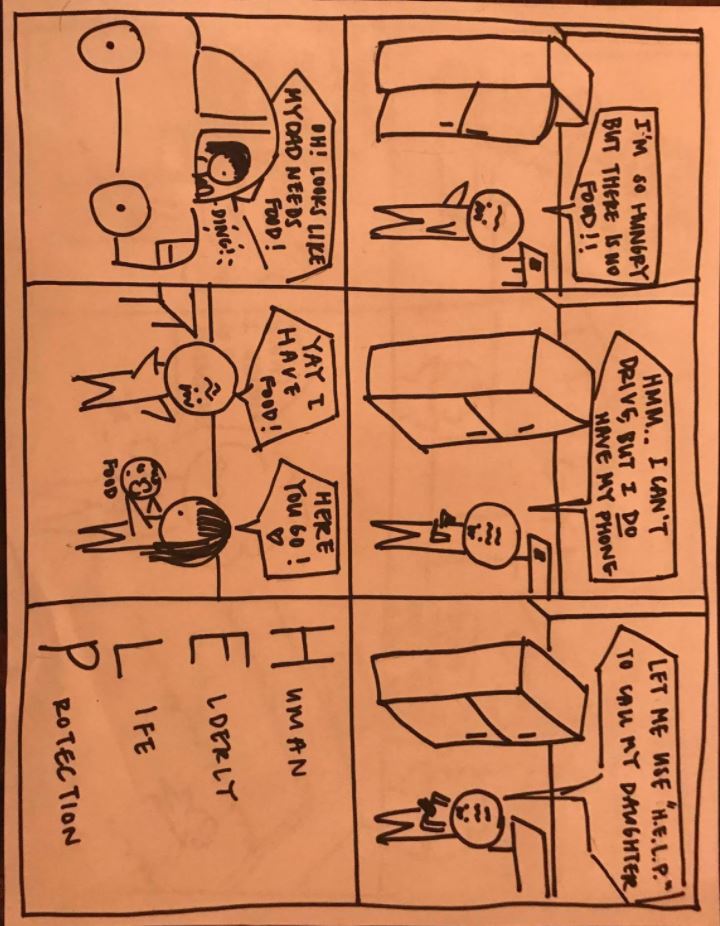 I'M SO HUNGRY
BUT THERE IS NO
FOOD!!
HMM.. I CAN'T
DRIVE, BUT I DO
HAVE MY PHONE
LET ME USE "H.E.L.P."
TO CALL MY DAUGHTER
OH! LOOKS LIKE
MY DAD NEEDS
FOOD!
DING!
YAY I
HAVE
FOOD!
HERE
YOU GO!
FOOD
HUMAN
ELDERLY
LIFE
PROTECTION